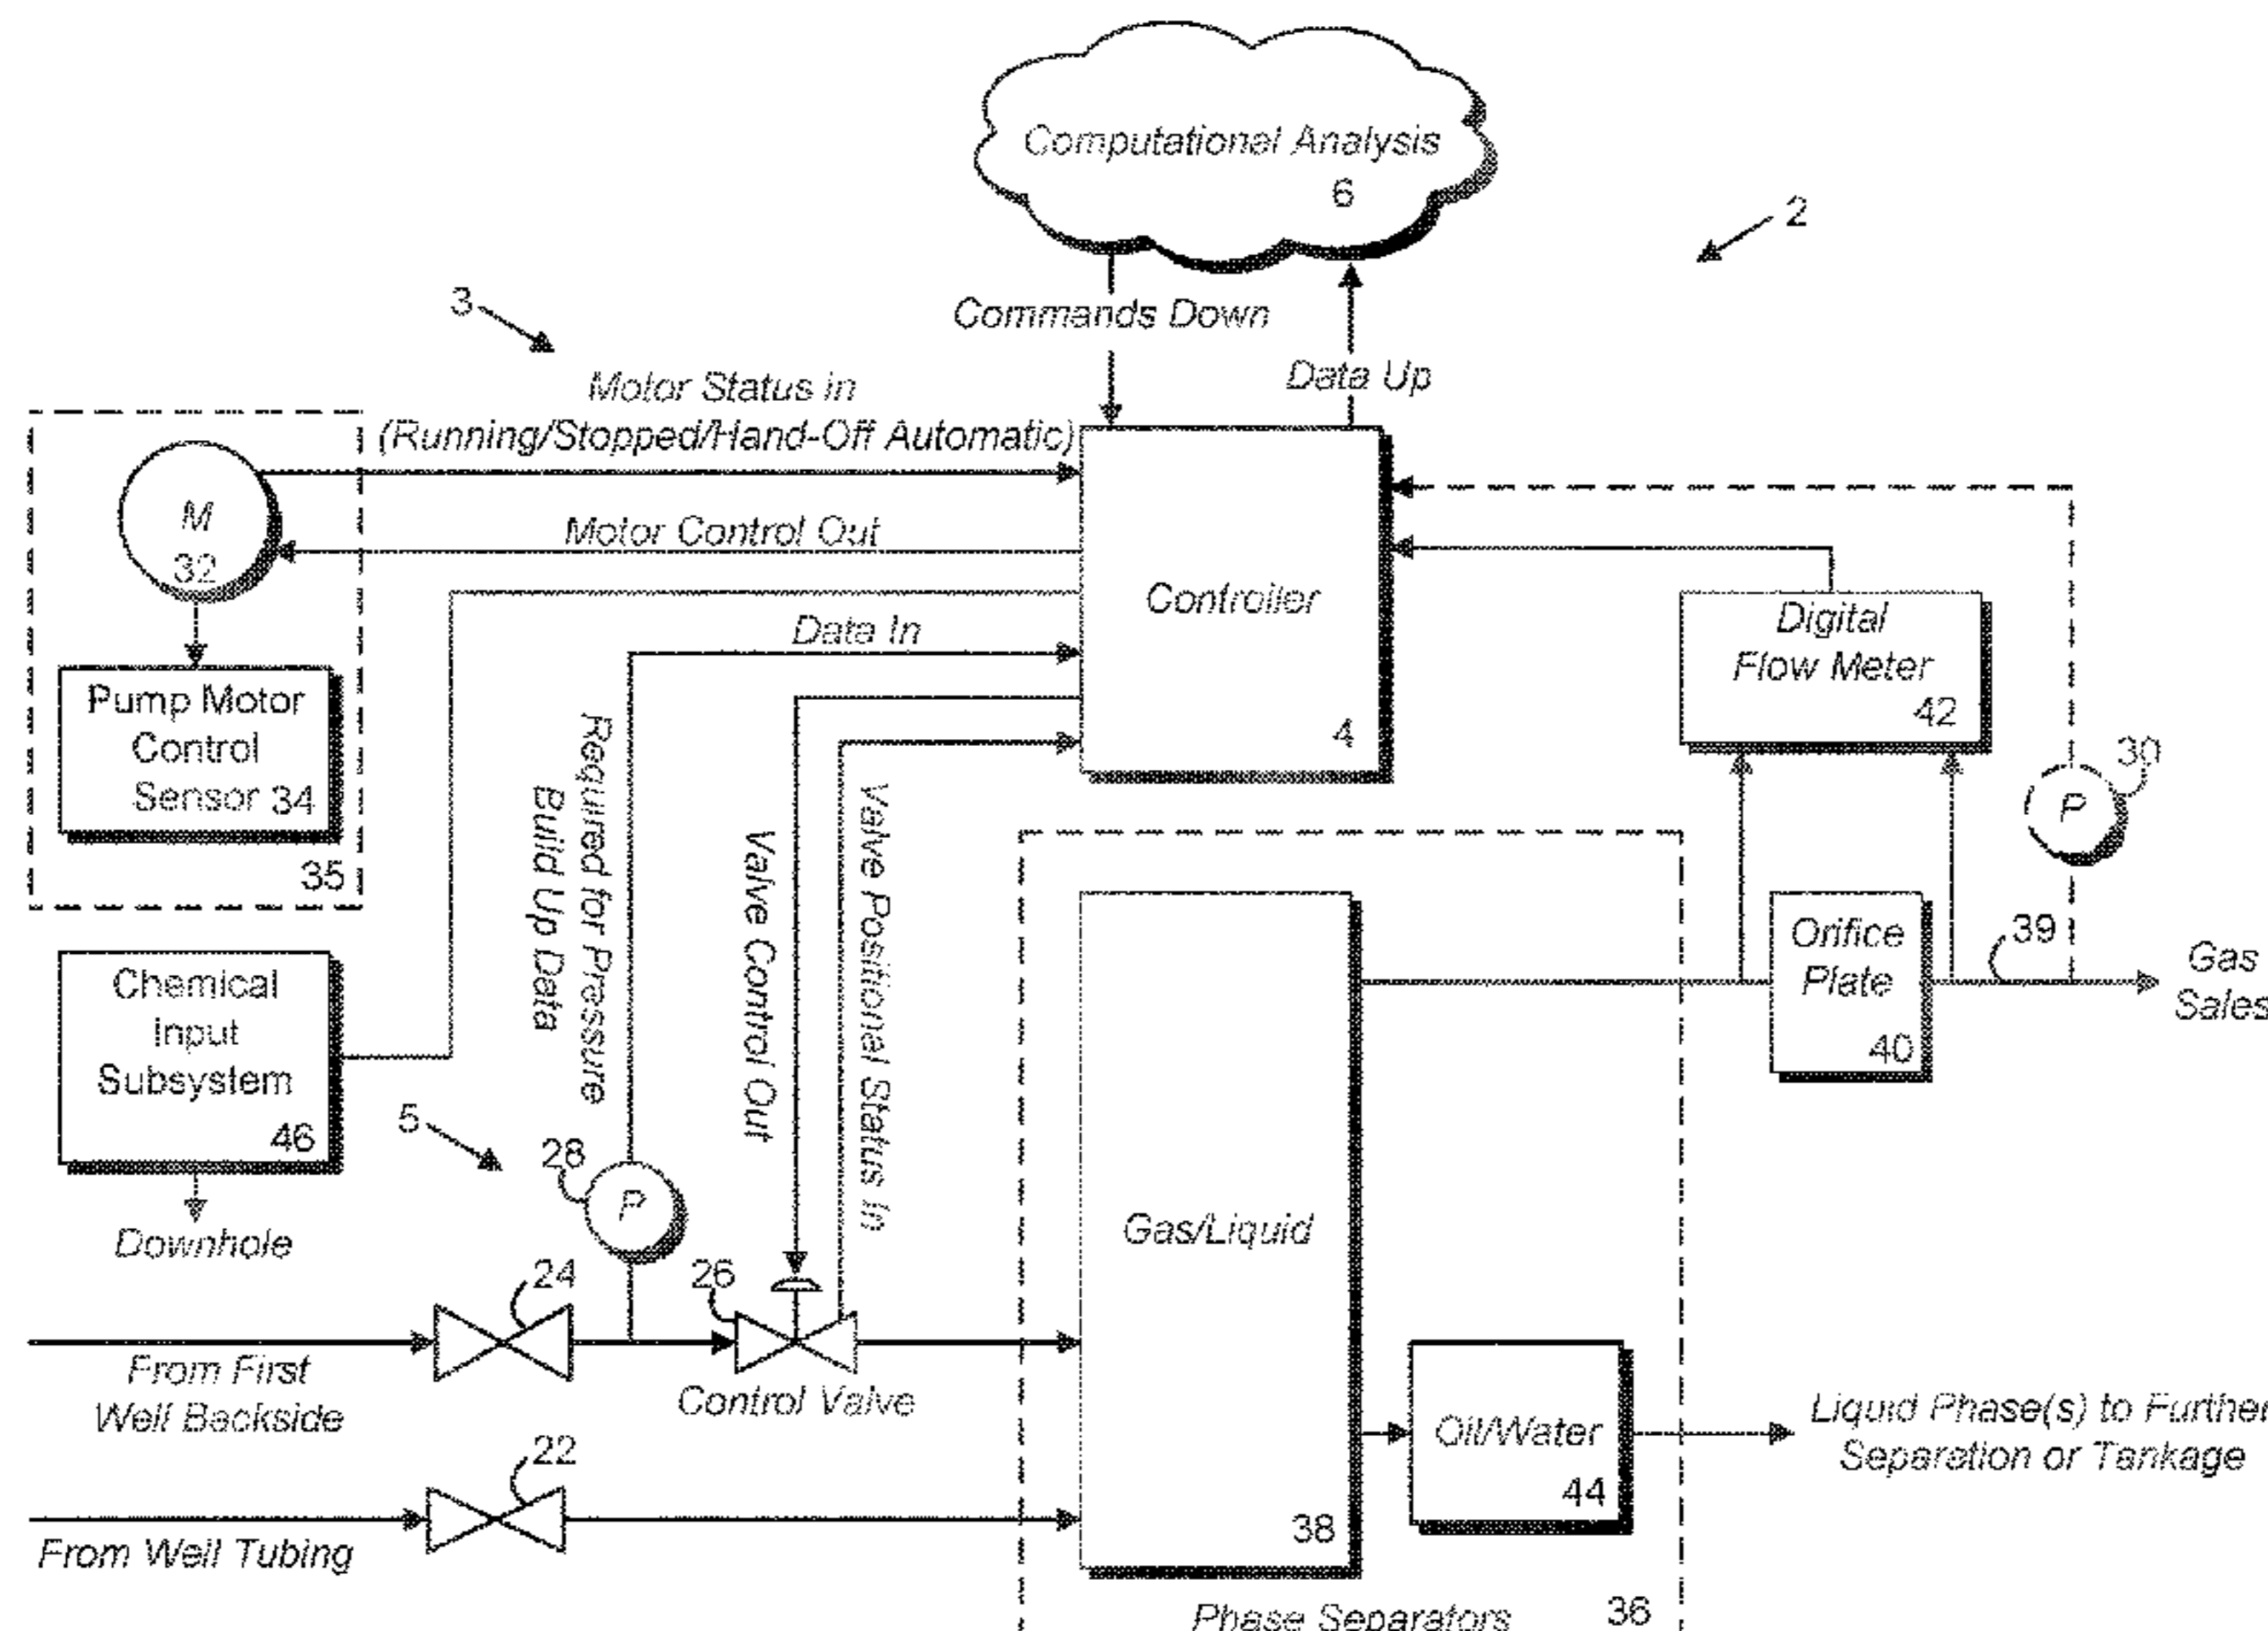 Computational Analysis
6
2
3
Commands Down
Data Up
Motor Status in
(Running/Stopped/Hand-Off Automatic)
M
32
Motor Control Out
Pump Motor
Control
Sensor 34
35
Data In
Controller
4
Digital
Flow Meter
42
30
P
Required for Pressure
Build Up Data
Valve Control Out
Valve Positional Status In
Chemical
Input
Subsystem
46
Downhole
5
28
P
Orifice
Plate
40
39
Gas
Sales
24
26
From First
Well Backside
Control Valve
22
From Well Tubing
Gas/Liquid
38
Oil/Water
44
Liquid Phase(s) to Further
Separation or Tankage
Phase Separators
36